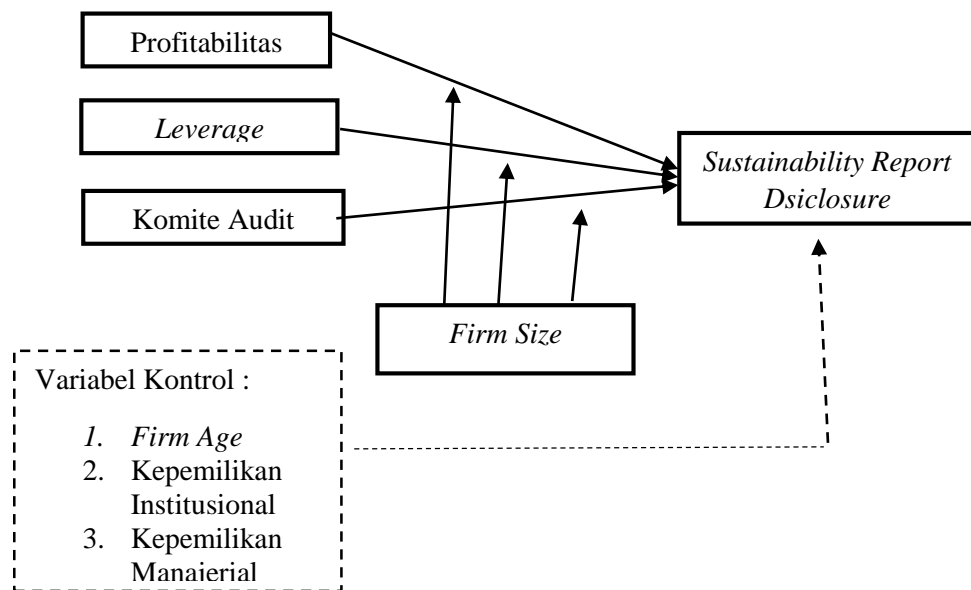 Profitabilitas
Leverage
Komite Audit
Sustainability Report
Dsiclosure
Firm Size
Variabel Kontrol :
1. Firm Age
2. Kepemilikan
Institusional
3. Kepemilikan
Manajerial